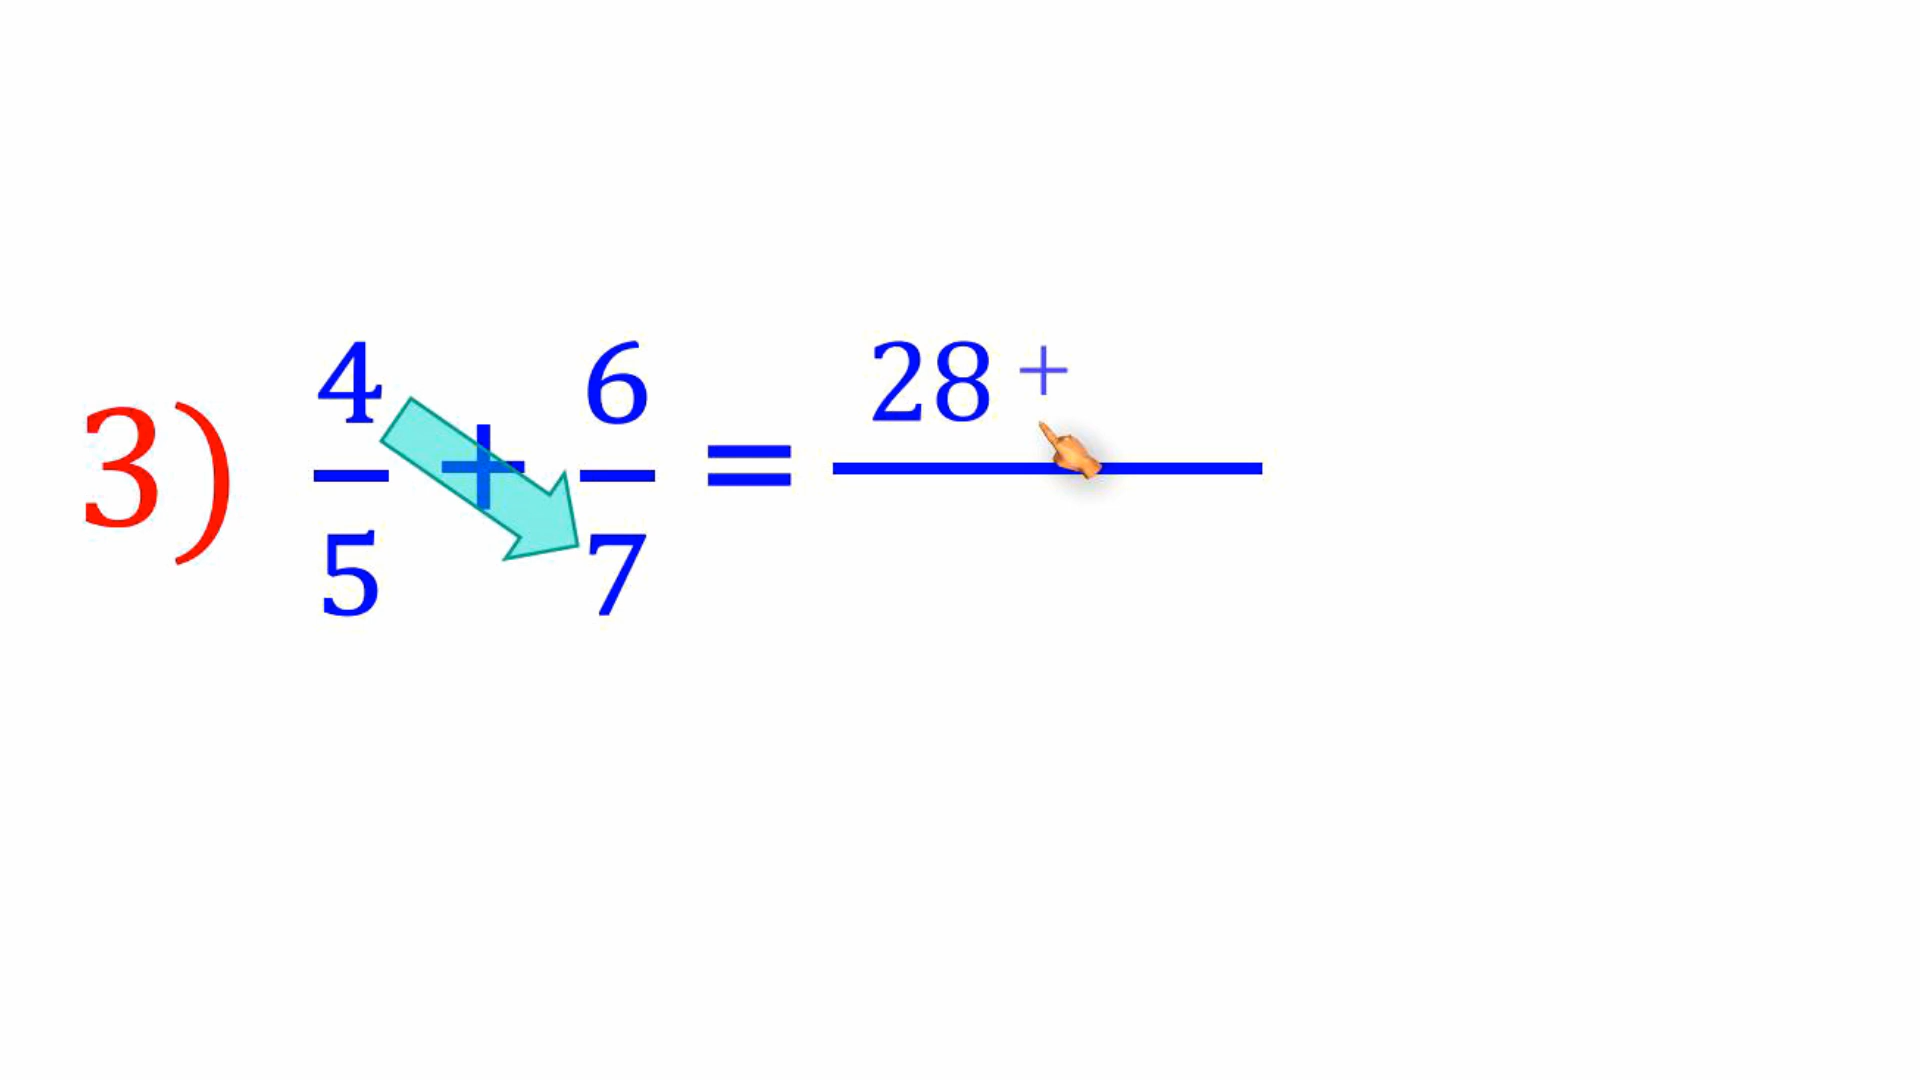 3) 4/5 + 6/7 = 28 +